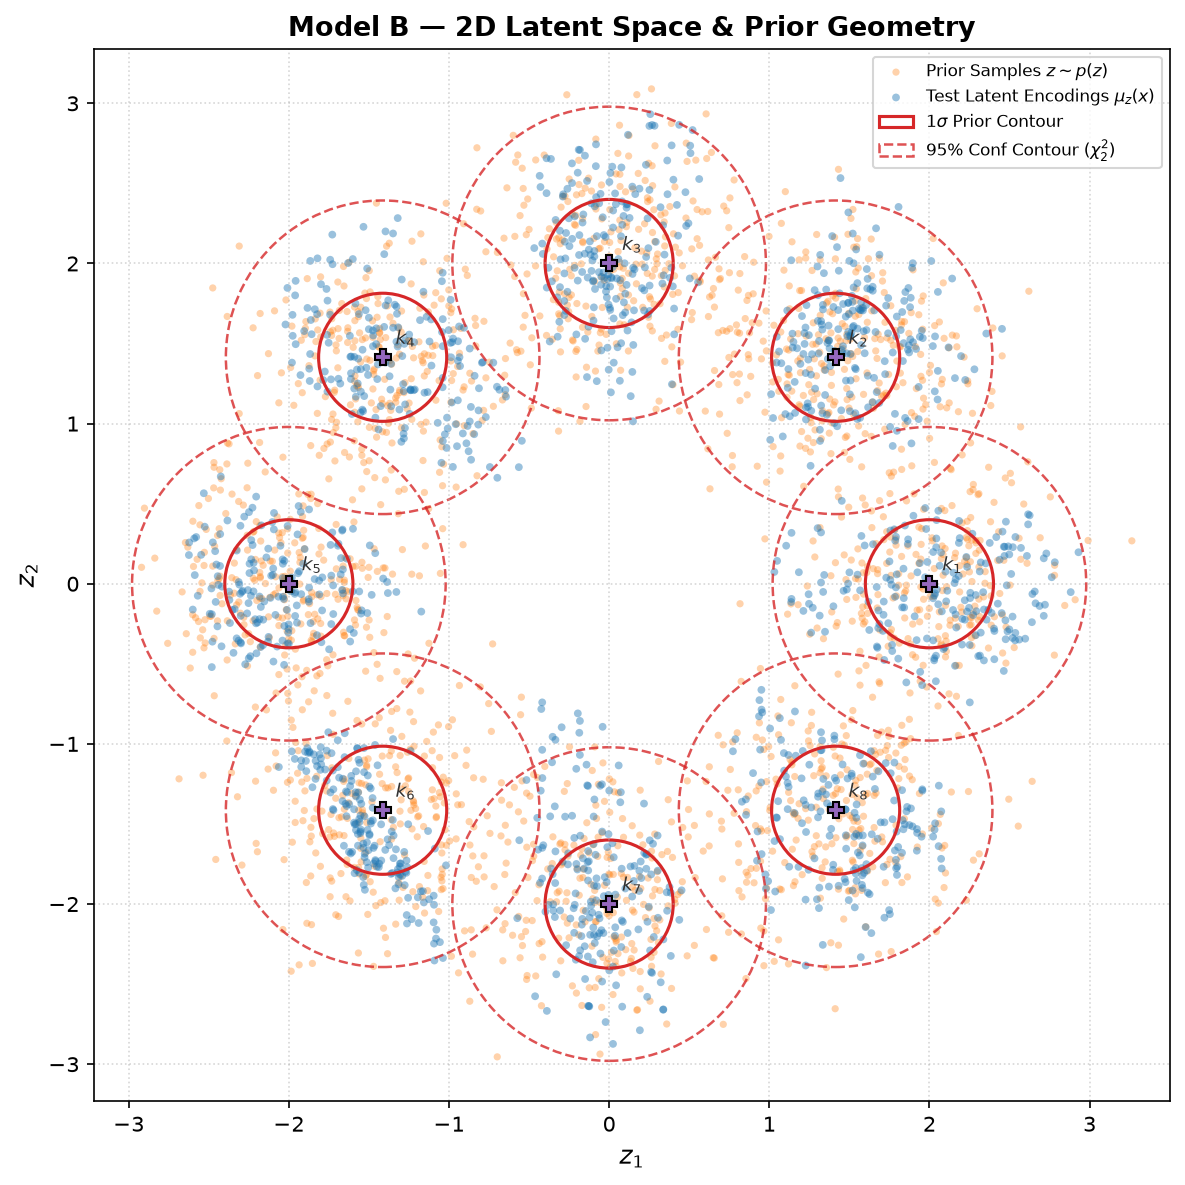 Model B — 2D Latent Space & Prior Geometry
Prior Samples z ~ p(z)
Test Latent Encodings μ_z(x)
1σ Prior Contour
95% Conf Contour (χ₂²)
3
2
1
0
−1
−2
−3
z₂
k₃
k₂
k₄
k₅
k₁
k₆
k₈
k₇
−3
−2
−1
0
1
2
3
z₁